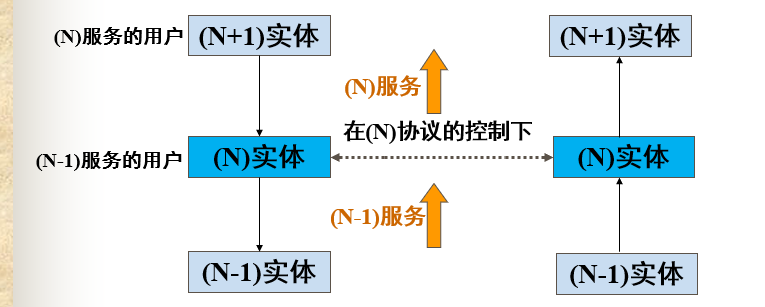 (N)服务的用户
(N+1)实体
(N+1)实体
(N)服务
在(N)协议的控制下
(N-1)服务的用户
(N)实体
(N)实体
(N-1)服务
(N-1)实体
(N-1)实体